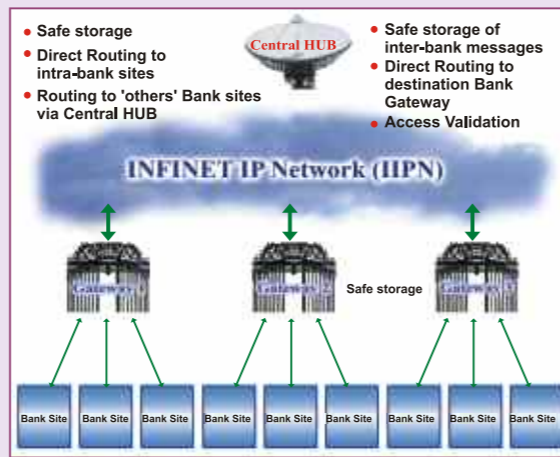 • Safe storage
• Direct Routing to
intra-bank sites
• Routing to 'others' Bank sites
via Central HUB
Central HUB
• Safe storage of
inter-bank messages
• Direct Routing to
destination Bank
Gateway
• Access Validation
INFINET IP Network (IIPN)
Gateway 1
Gateway 2
Safe storage
Gateway 3
Bank Site
Bank Site
Bank Site
Bank Site
Bank Site
Bank Site
Bank Site
Bank Site
Bank Site